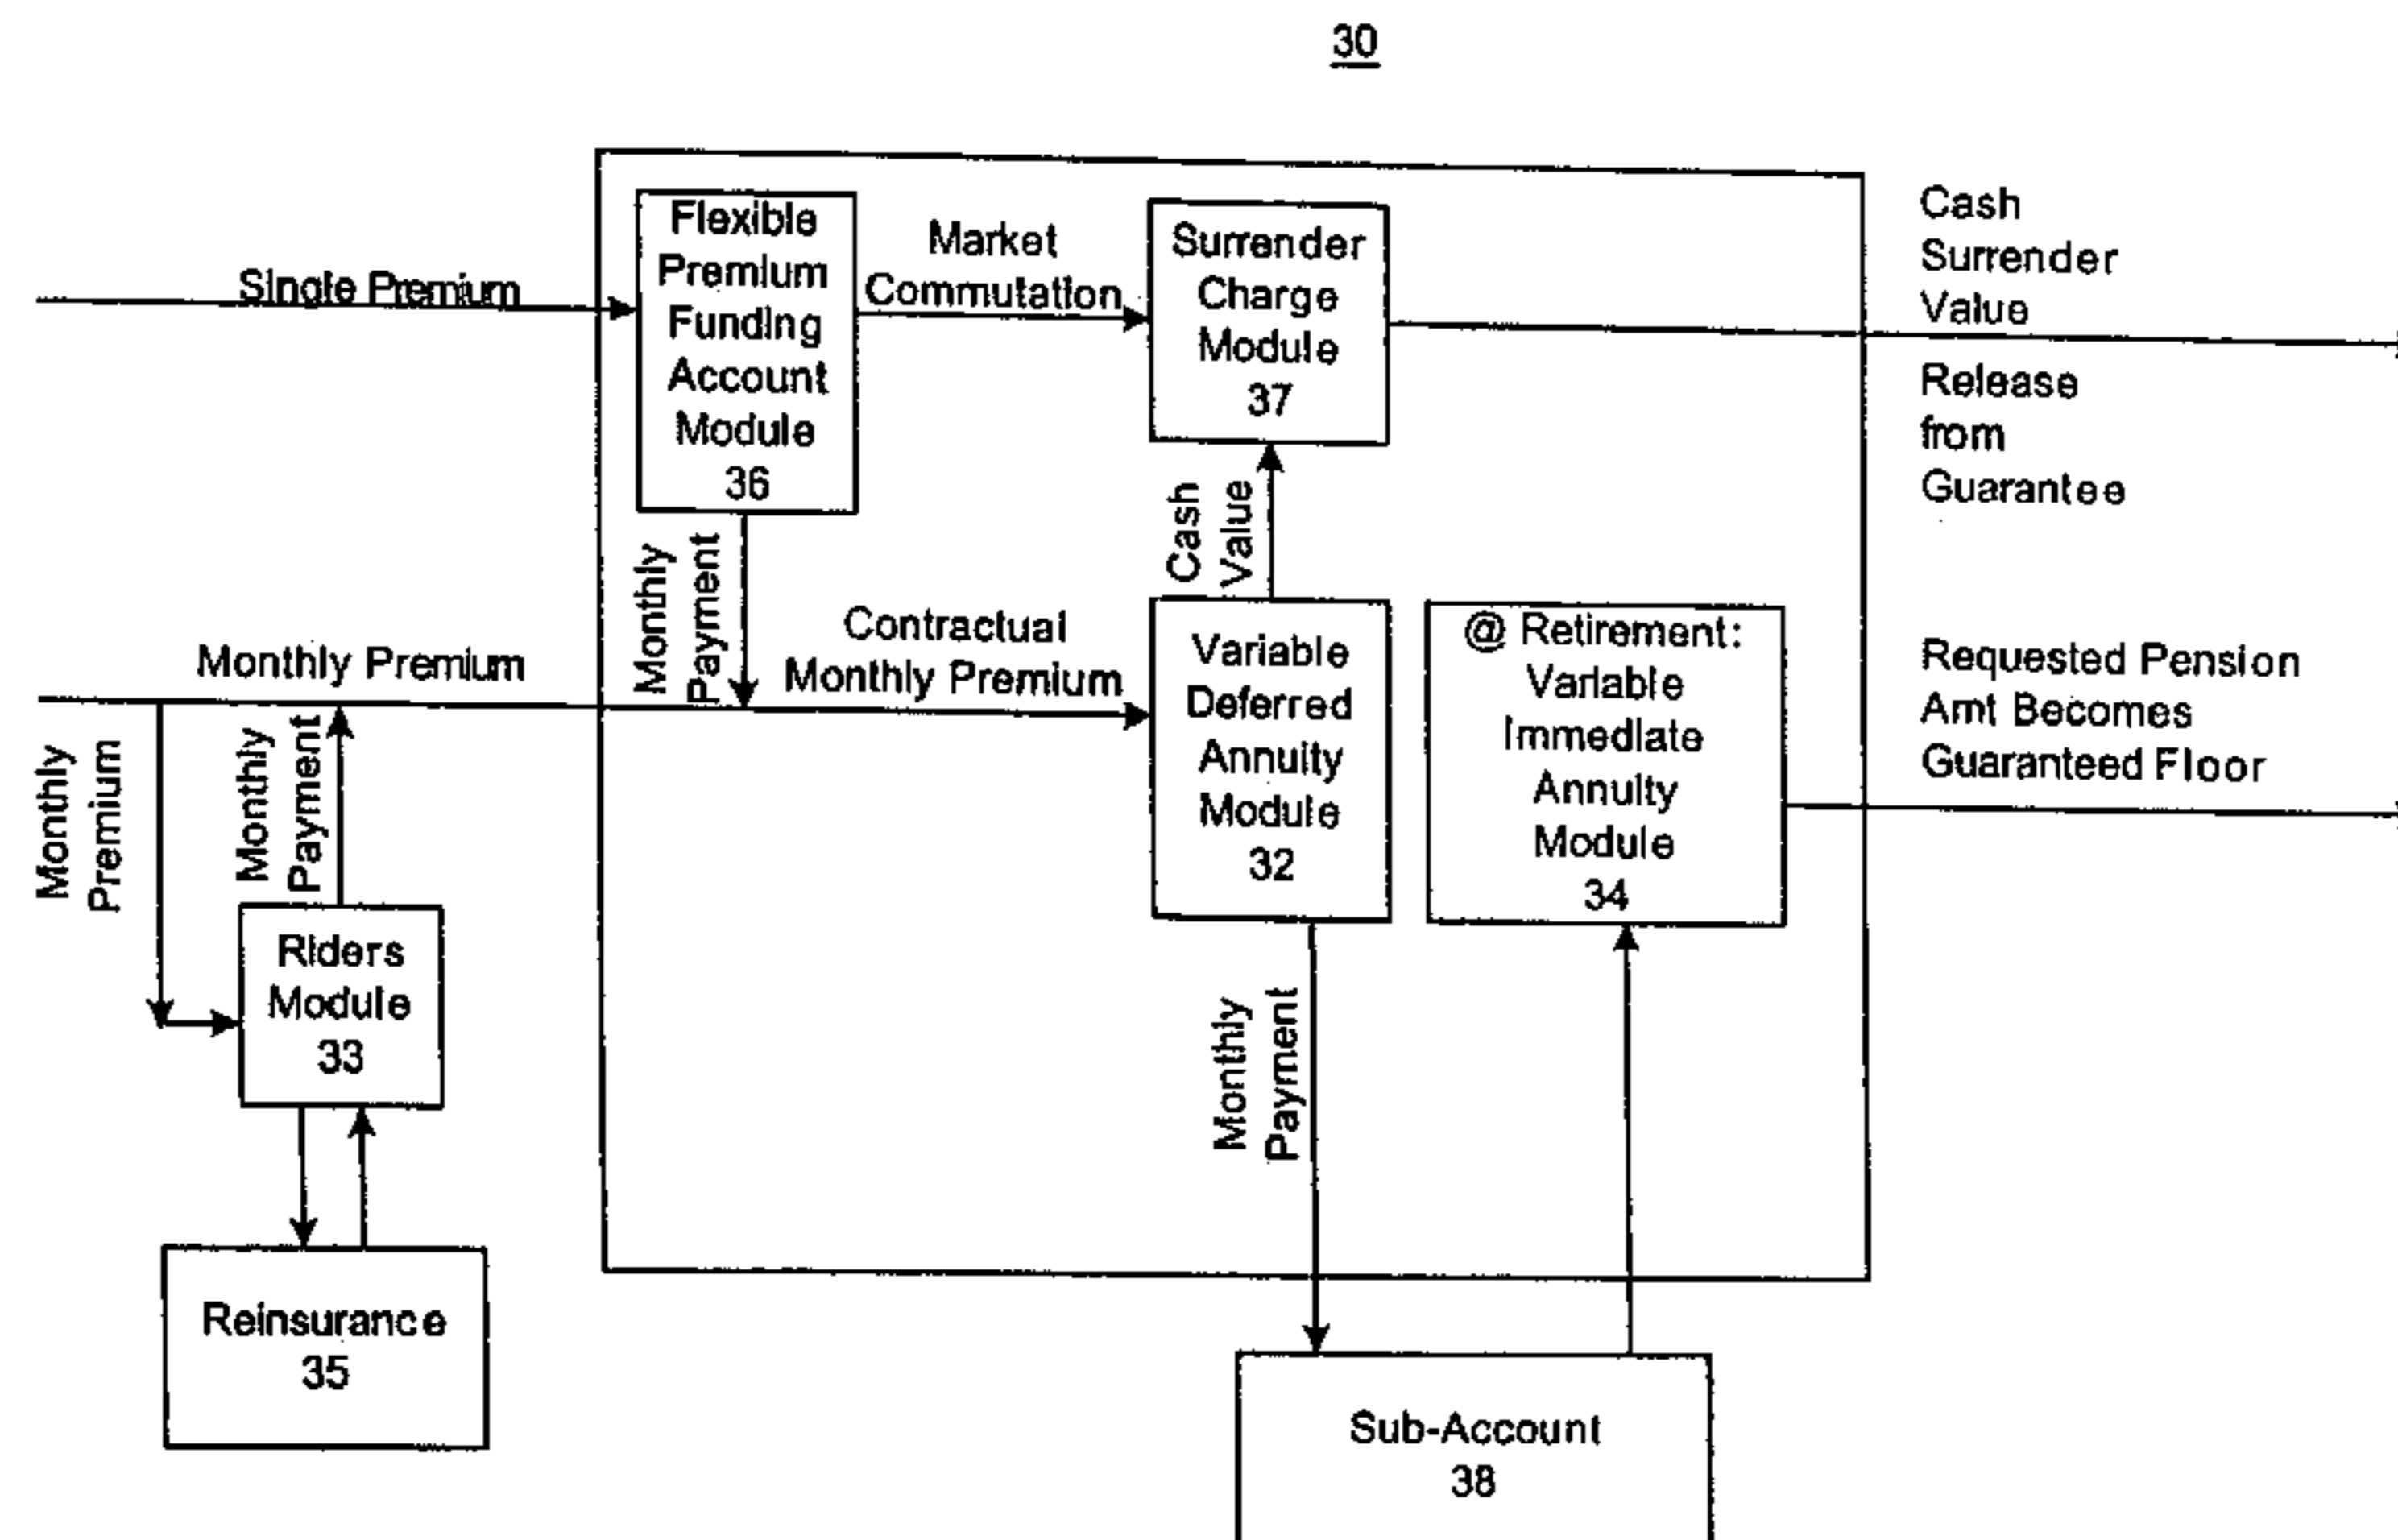 30
Single Premium
Flexible
Premium
Funding
Account
Module
36
Market
Commutation
Surrender
Charge
Module
37
Cash
Surrender
Value
Release
from
Guarantee
Monthly
Payment
Cash
Value
Monthly Premium
Contractual
Monthly Premium
Variable
Deferred
Annuity
Module
32
@ Retirement:
Variable
Immediate
Annuity
Module
34
Requested Pension
Amt Becomes
Guaranteed Floor
Monthly
Premium
Monthly
Payment
Riders
Module
33
Monthly
Payment
Reinsurance
35
Sub-Account
38